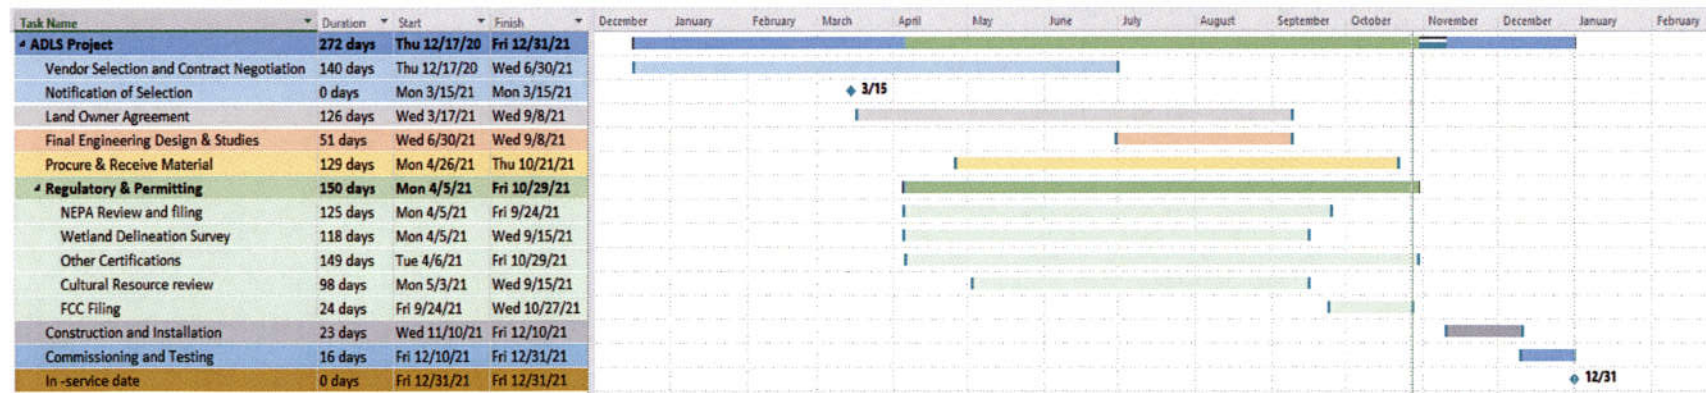 Task Name Duration Start Finish December January February March April May June July August September October November December January February
ADLS Project 272 days Thu 12/17/20 Fri 12/31/21
Vendor Selection and Contract Negotiation 140 days Thu 12/17/20 Wed 6/30/21
Notification of Selection 0 days Mon 3/15/21 Mon 3/15/21 3/15
Land Owner Agreement 126 days Wed 3/17/21 Wed 9/8/21
Final Engineering Design & Studies 51 days Wed 6/30/21 Wed 9/8/21
Procure & Receive Material 129 days Mon 4/26/21 Thu 10/21/21
Regulatory & Permitting 150 days Mon 4/5/21 Fri 10/29/21
NEPA Review and filing 125 days Mon 4/5/21 Fri 9/24/21
Wetland Delineation Survey 118 days Mon 4/5/21 Wed 9/15/21
Other Certifications 149 days Tue 4/6/21 Fri 10/29/21
Cultural Resource review 98 days Mon 5/3/21 Wed 9/15/21
FCC Filing 24 days Fri 9/24/21 Wed 10/27/21
Construction and Installation 23 days Wed 11/10/21 Fri 12/10/21
Commissioning and Testing 16 days Fri 12/10/21 Fri 12/31/21
In -service date 0 days Fri 12/31/21 Fri 12/31/21 12/31